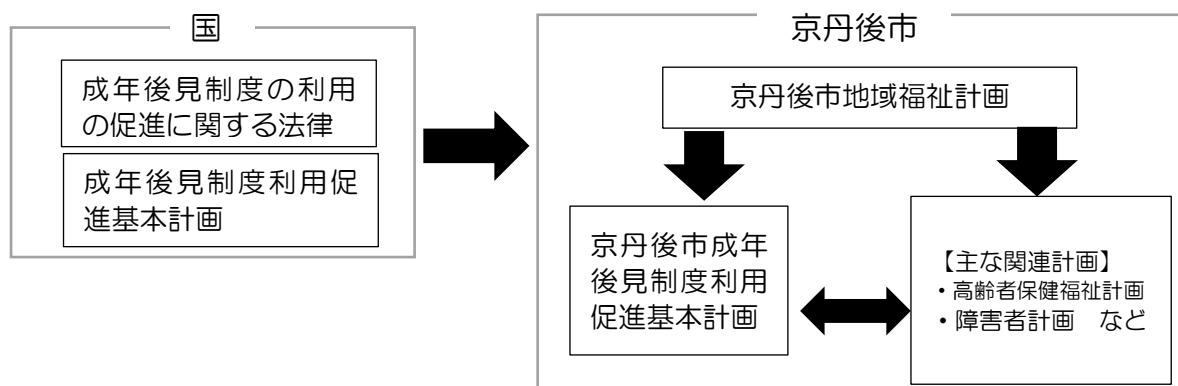 国
成年後見制度の利用
の促進に関する法律
成年後見制度利用促
進基本計画
京丹後市
京丹後市地域福祉計画
京丹後市成年
後見制度利用
促進基本計画
【主な関連計画】
・高齢者保健福祉計画
・障害者計画　など